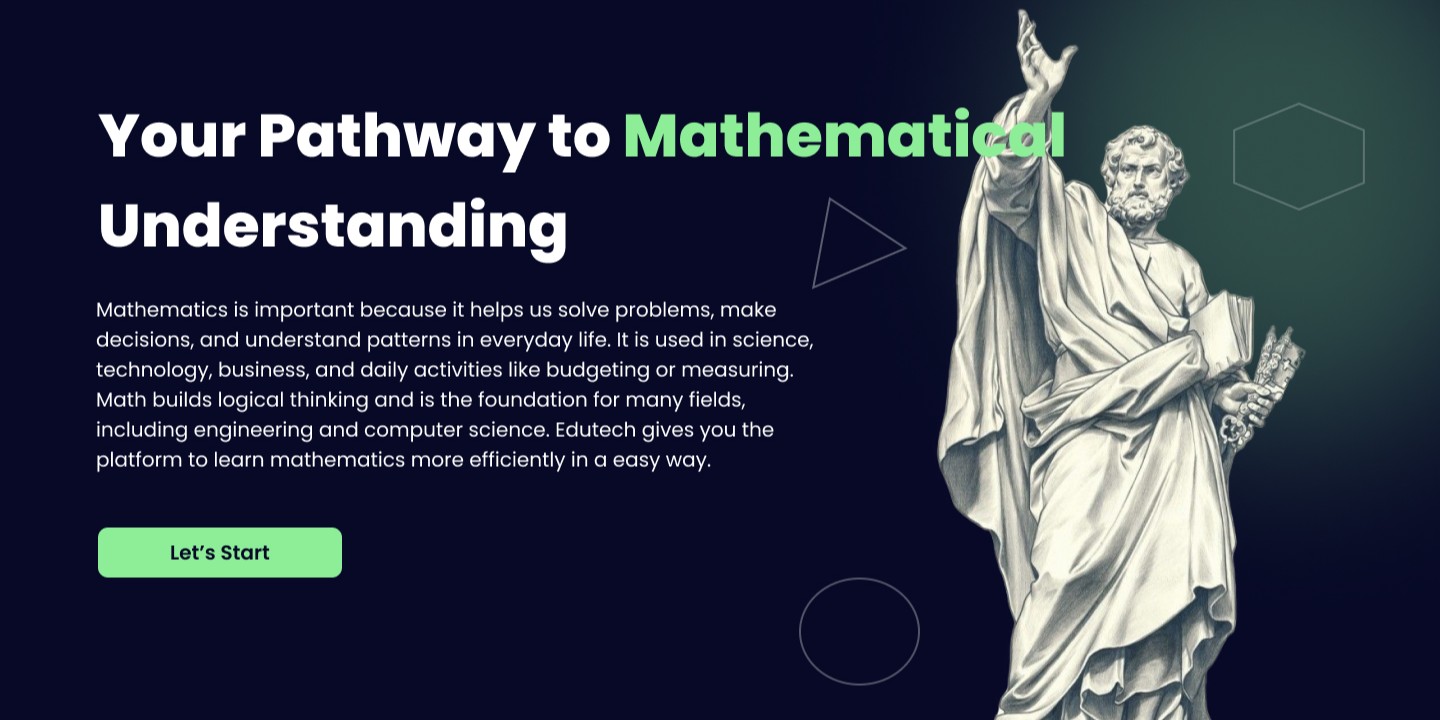 Your Pathway to Mathematical
Understanding
Mathematics is important because it helps us solve problems, make
decisions, and understand patterns in everyday life. It is used in science,
technology, business, and daily activities like budgeting or measuring.
Math builds logical thinking and is the foundation for many fields,
including engineering and computer science. Edutech gives you the
platform to learn mathematics more efficiently in a easy way.
Let’s Start